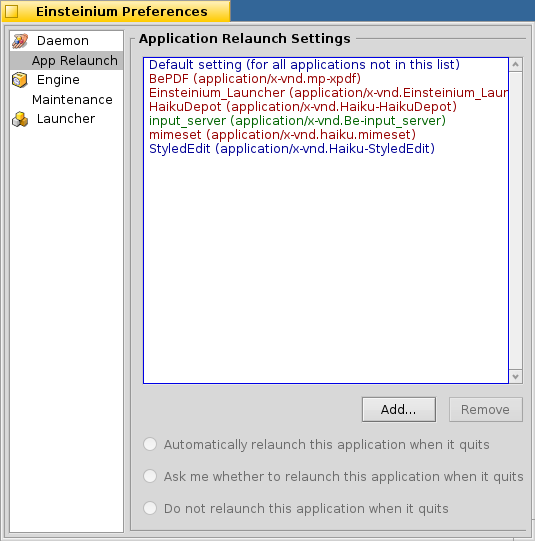 Einsteinium Preferences
Daemon
App Relaunch
Engine
Maintenance
Launcher
Application Relaunch Settings
Default setting (for all applications not in this list)
BePDF (application/x-vnd.mp-xpdf)
Einsteinium_Launcher (application/x-vnd.Einsteinium_Laun
HaikuDepot (application/x-vnd.Haiku-HaikuDepot)
input_server (application/x-vnd.Be-input_server)
mimeset (application/x-vnd.haiku.mimeset)
StyledEdit (application/x-vnd.Haiku-StyledEdit)
Add...
Remove
Automatically relaunch this application when it quits
Ask me whether to relaunch this application when it quits
Do not relaunch this application when it quits